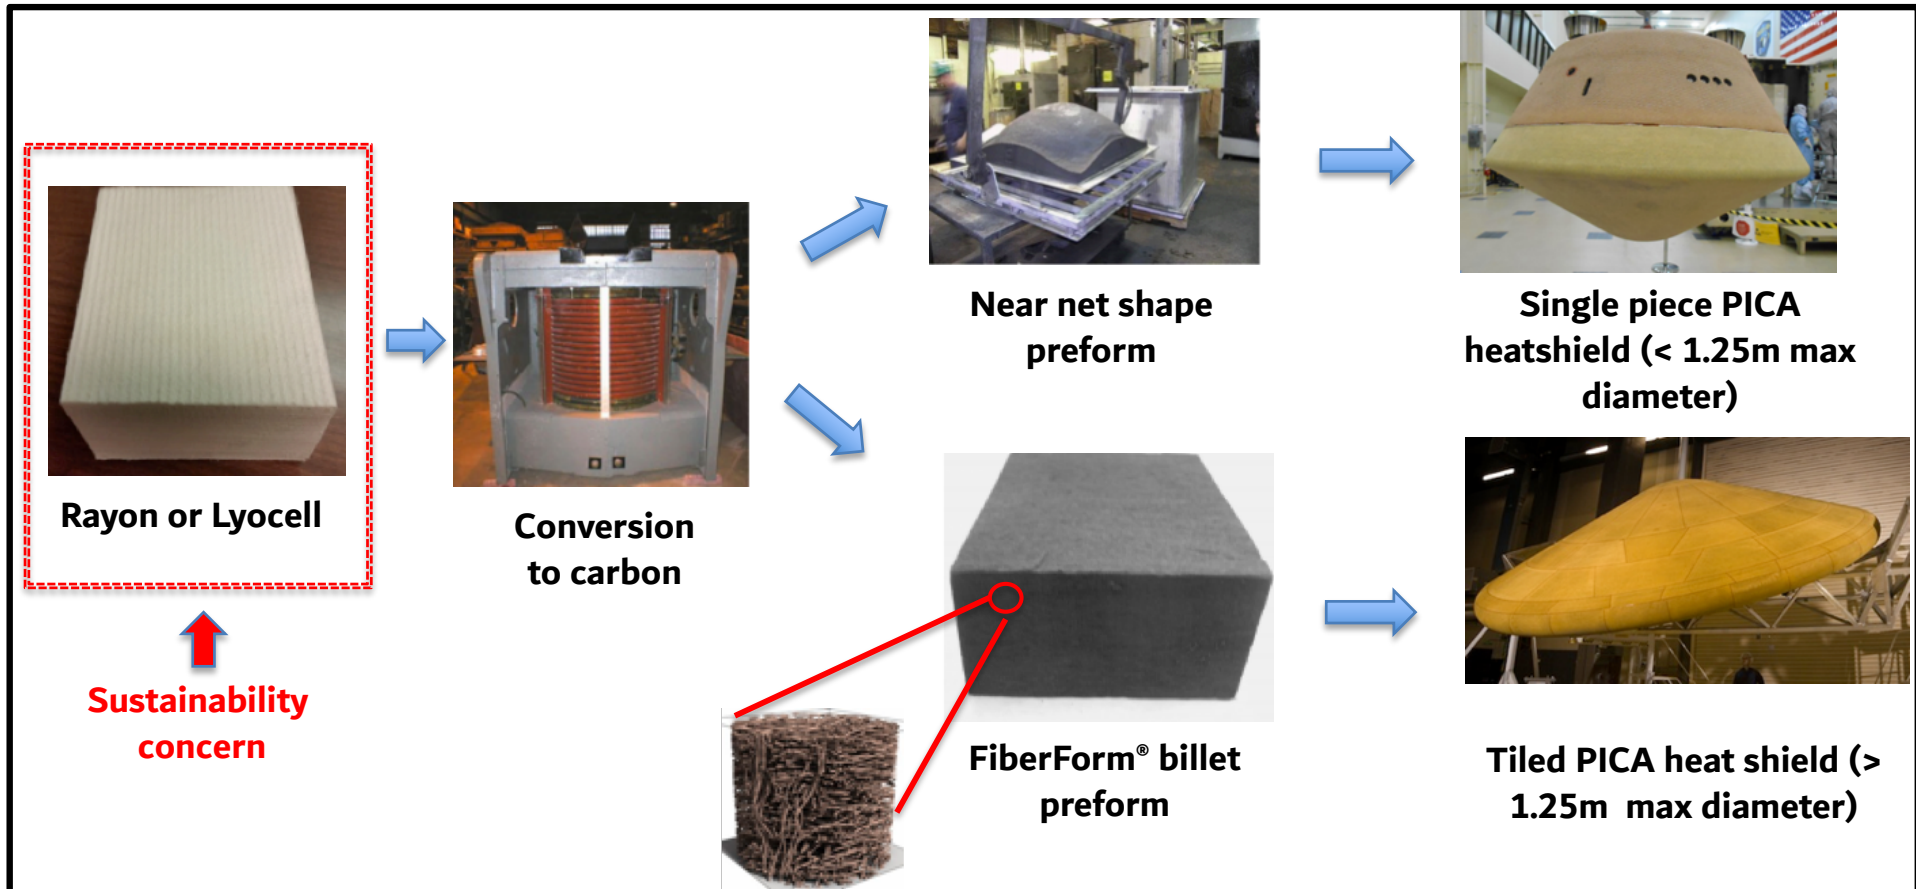 Rayon or Lyocell
Sustainability
concern
Conversion
to carbon
Near net shape
preform
FiberForm® billet
preform
Single piece PICA
heatshield (< 1.25m max
diameter)
Tiled PICA heat shield (>
1.25m max diameter)